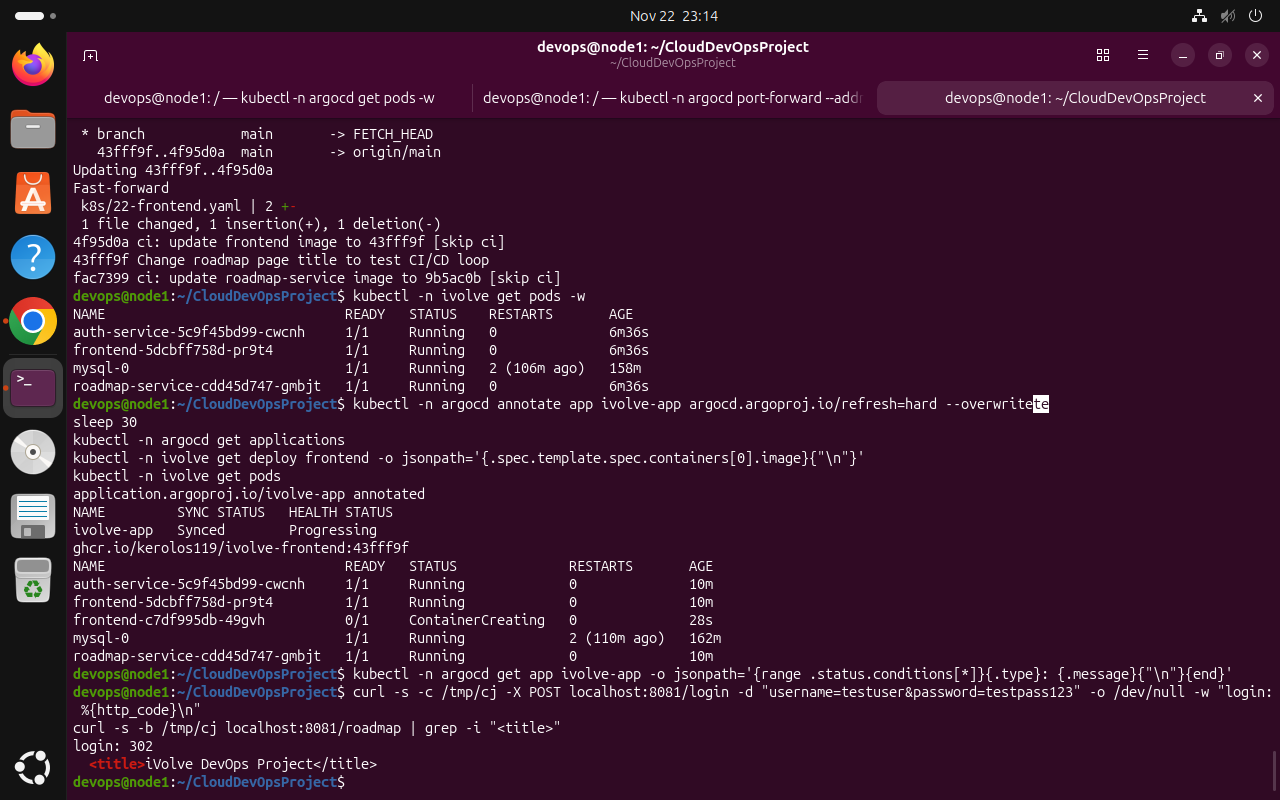 Nov 22 23:14
devops@node1: ~/CloudDevOpsProject
~/CloudDevOpsProject
devops@node1: / — kubectl -n argocd get pods -w
devops@node1: / — kubectl -n argocd port-forward --addr
devops@node1: ~/CloudDevOpsProject
 * branch            main       -> FETCH_HEAD
   43fff9f..4f95d0a  main       -> origin/main
Updating 43fff9f..4f95d0a
Fast-forward
 k8s/22-frontend.yaml | 2 +-
 1 file changed, 1 insertion(+), 1 deletion(-)
4f95d0a ci: update frontend image to 43fff9f [skip ci]
43fff9f Change roadmap page title to test CI/CD loop
fac7399 ci: update roadmap-service image to 9b5ac0b [skip ci]
devops@node1:~/CloudDevOpsProject$ kubectl -n ivolve get pods -w
NAME                              READY   STATUS    RESTARTS       AGE
auth-service-5c9f45bd99-cwcnh     1/1     Running   0              6m36s
frontend-5dcbff758d-pr9t4         1/1     Running   0              6m36s
mysql-0                           1/1     Running   2 (106m ago)   158m
roadmap-service-cdd45d747-gmbjt   1/1     Running   0              6m36s
devops@node1:~/CloudDevOpsProject$ kubectl -n argocd annotate app ivolve-app argocd.argoproj.io/refresh=hard --overwritete
sleep 30
kubectl -n argocd get applications
kubectl -n ivolve get deploy frontend -o jsonpath='{.spec.template.spec.containers[0].image}{"\n"}'
kubectl -n ivolve get pods
application.argoproj.io/ivolve-app annotated
NAME         SYNC STATUS   HEALTH STATUS
ivolve-app   Synced        Progressing
ghcr.io/kerolos119/ivolve-frontend:43fff9f
NAME                              READY   STATUS              RESTARTS       AGE
auth-service-5c9f45bd99-cwcnh     1/1     Running             0              10m
frontend-5dcbff758d-pr9t4         1/1     Running             0              10m
frontend-c7df995db-49gvh          0/1     ContainerCreating   0              28s
mysql-0                           1/1     Running             2 (110m ago)   162m
roadmap-service-cdd45d747-gmbjt   1/1     Running             0              10m
devops@node1:~/CloudDevOpsProject$ kubectl -n argocd get app ivolve-app -o jsonpath='{range .status.conditions[*]}{.type}: {.message}{"\n"}{end}'
devops@node1:~/CloudDevOpsProject$ curl -s -c /tmp/cj -X POST localhost:8081/login -d "username=testuser&password=testpass123" -o /dev/null -w "login:
 %{http_code}\n"
curl -s -b /tmp/cj localhost:8081/roadmap | grep -i "<title>"
login: 302
  <title>iVolve DevOps Project</title>
devops@node1:~/CloudDevOpsProject$